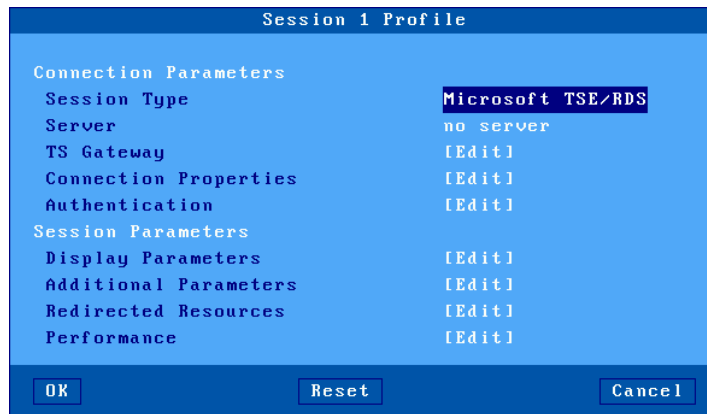 Session 1 Profile
Connection Parameters
Session Type Microsoft TSE/RDS
Server no server
TS Gateway [Edit]
Connection Properties [Edit]
Authentication [Edit]
Session Parameters
Display Parameters [Edit]
Additional Parameters [Edit]
Redirected Resources [Edit]
Performance [Edit]
OK Reset Cancel